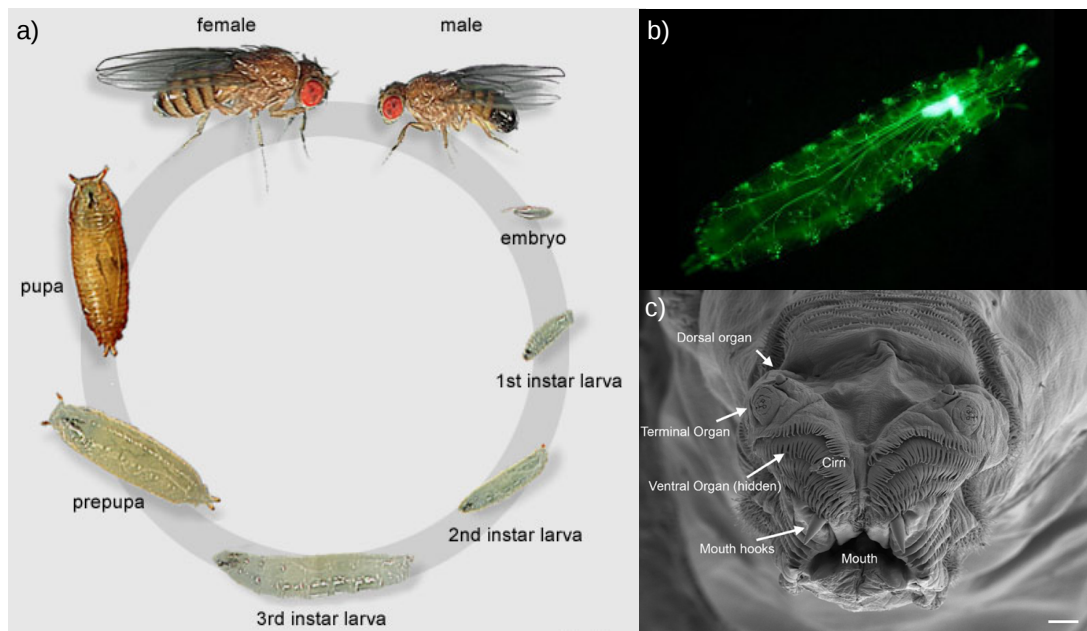 a)
female
male
embryo
1st instar larva
2nd instar larva
3rd instar larva
prepupa
pupa
b)
c)
Dorsal organ
Terminal Organ
Cirri
Ventral Organ (hidden)
Mouth hooks
Mouth